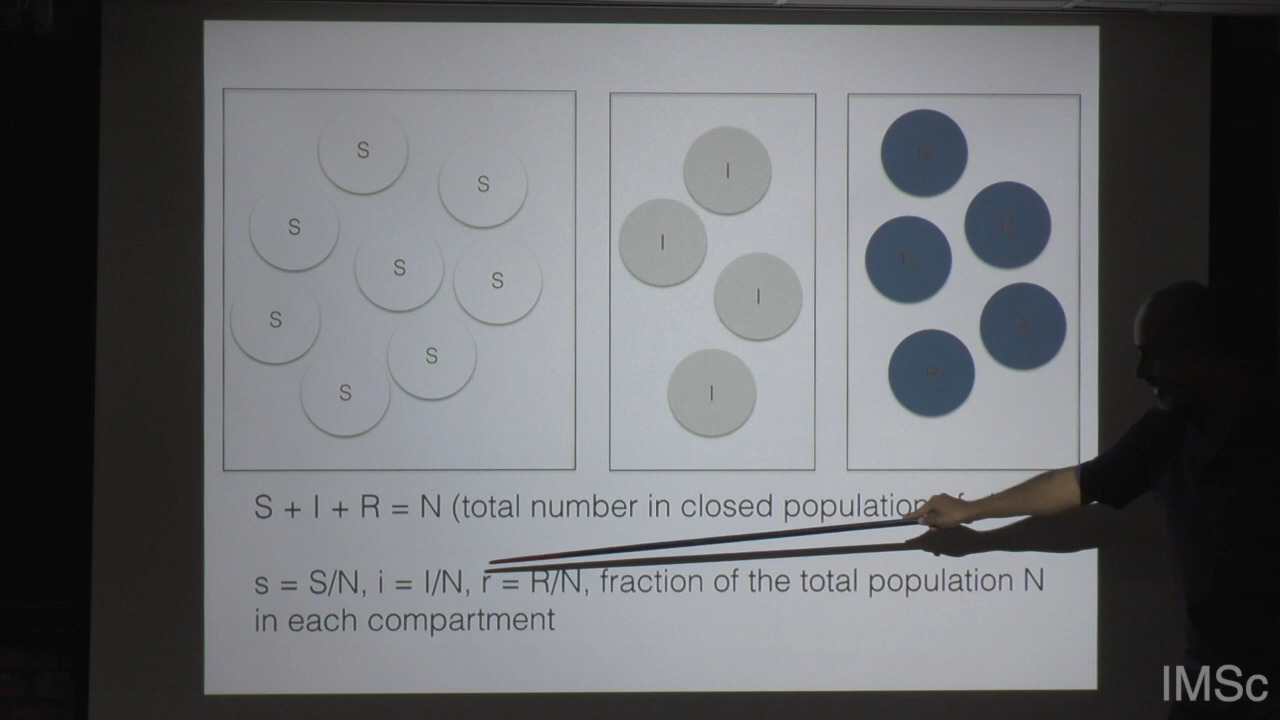 S
S
S
S
S
S
S
S
I
I
I
I
R
R
R
R
R
S + I + R = N (total number in closed population
s = S/N, i = I/N, r = R/N, fraction of the total population N
in each compartment
IMSc